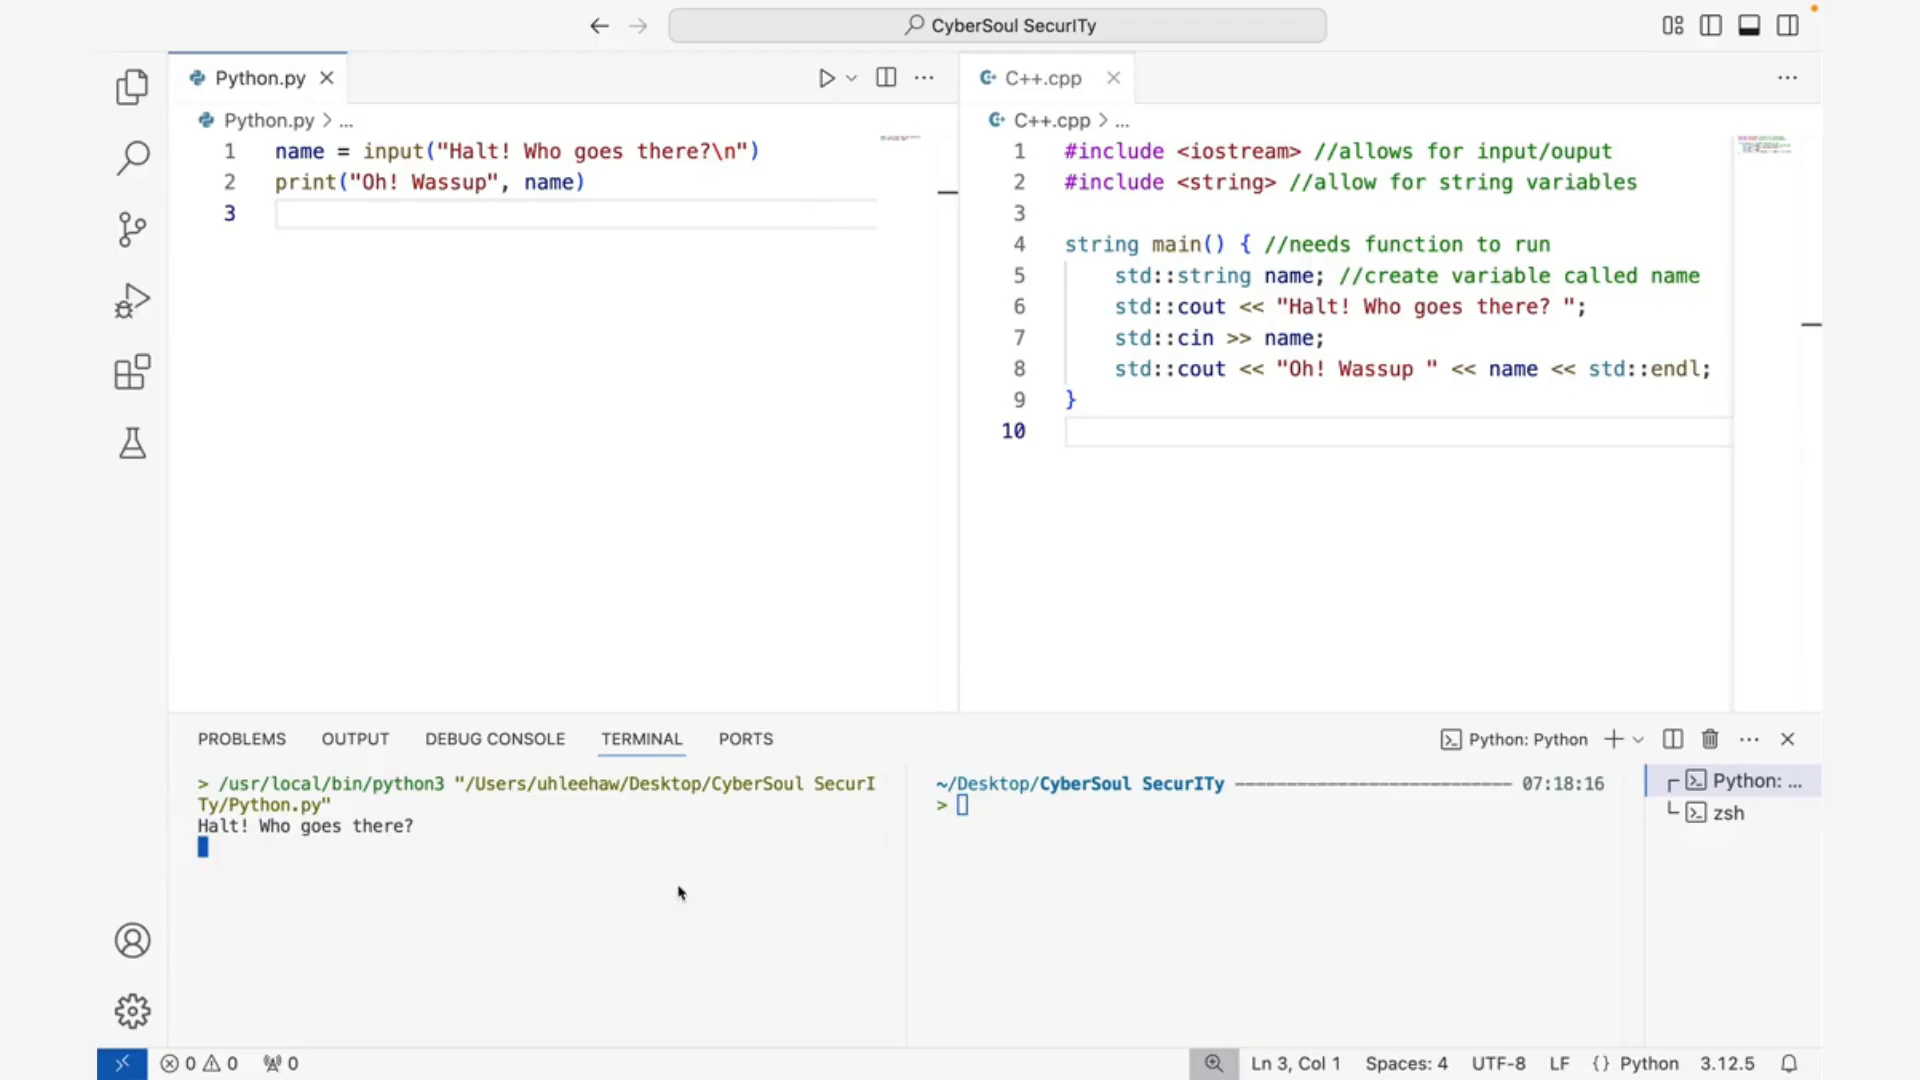 CyberSoul SecurITy
Python.py
Python.py > ...
1 name = input("Halt! Who goes there?\n")
2 print("Oh! Wassup", name)
3
C++.cpp
C++.cpp > ...
1 #include <iostream> //allows for input/ouput
2 #include <string> //allow for string variables
3
4 string main() { //needs function to run
5 std::string name; //create variable called name
6 std::cout << "Halt! Who goes there? ";
7 std::cin >> name;
8 std::cout << "Oh! Wassup " << name << std::endl;
9 }
10
PROBLEMS OUTPUT DEBUG CONSOLE TERMINAL PORTS
Python: Python
> /usr/local/bin/python3 "/Users/uhleehaw/Desktop/CyberSoul SecurI
Ty/Python.py"
Halt! Who goes there?
~/Desktop/CyberSoul SecurITy 07:18:16
>
Python: ...
zsh
0 0 0 Ln 3, Col 1 Spaces: 4 UTF-8 LF {} Python 3.12.5